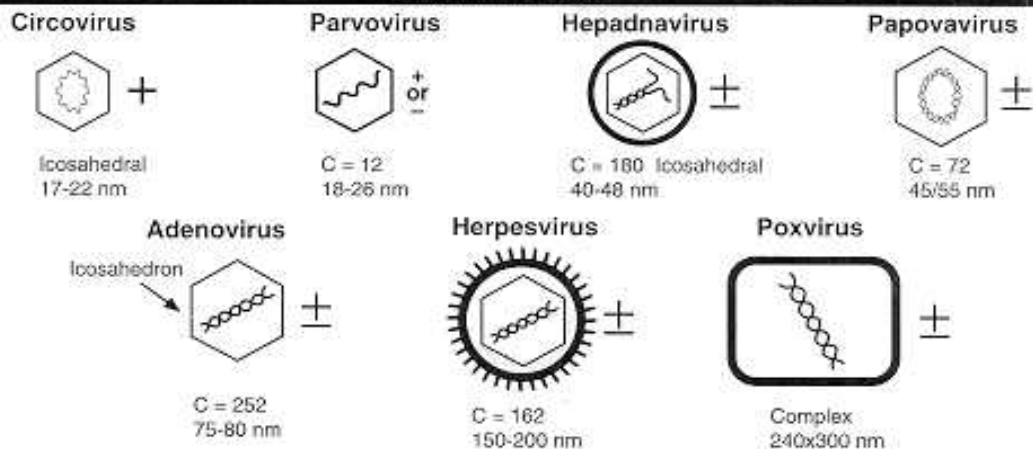 Circovirus
Parvovirus
Hepadnavirus
Papovavirus
+
+
or
−
±
±
Icosahedral
17-22 nm
C = 12
18-26 nm
C = 180 Icosahedral
40-48 nm
C = 72
45/55 nm
Adenovirus
Herpesvirus
Poxvirus
Icosahedron
±
±
±
C = 252
75-80 nm
C = 162
150-200 nm
Complex
240x300 nm